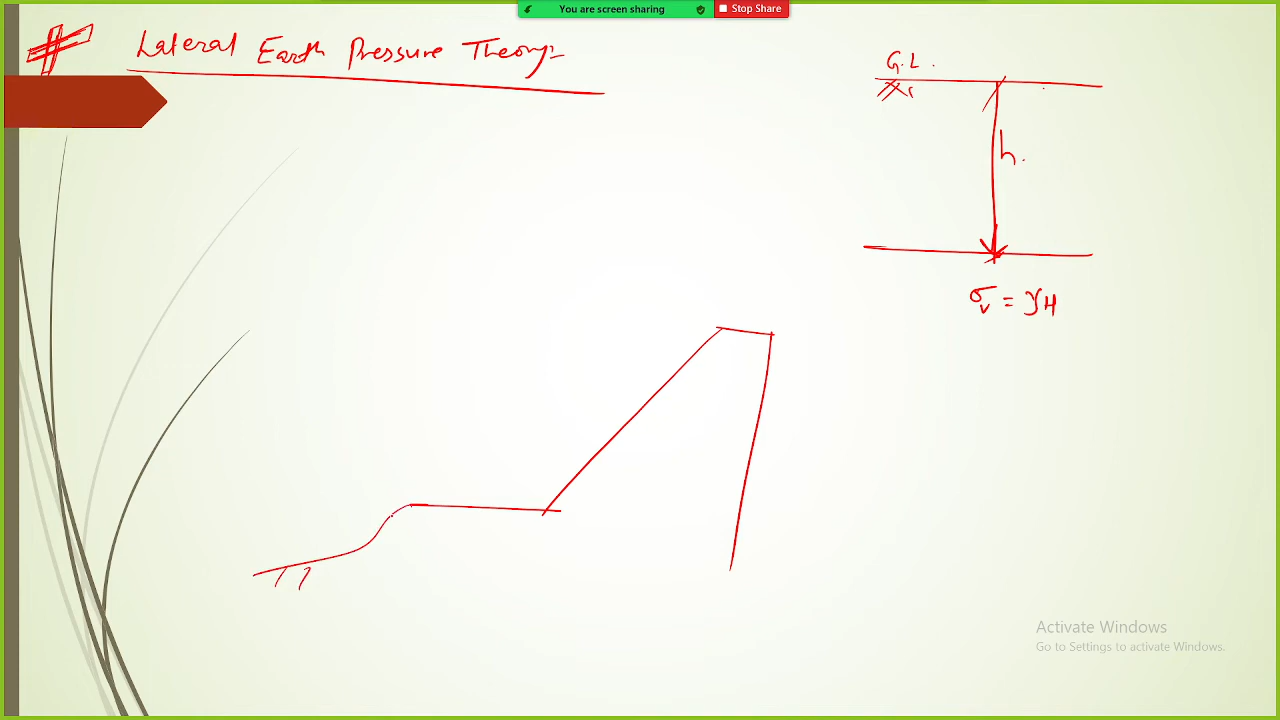 You are screen sharing
Stop Share
# Lateral Earth Pressure Theory:-
G.L.
h.
σv = γH
Activate Windows
Go to Settings to activate Windows.